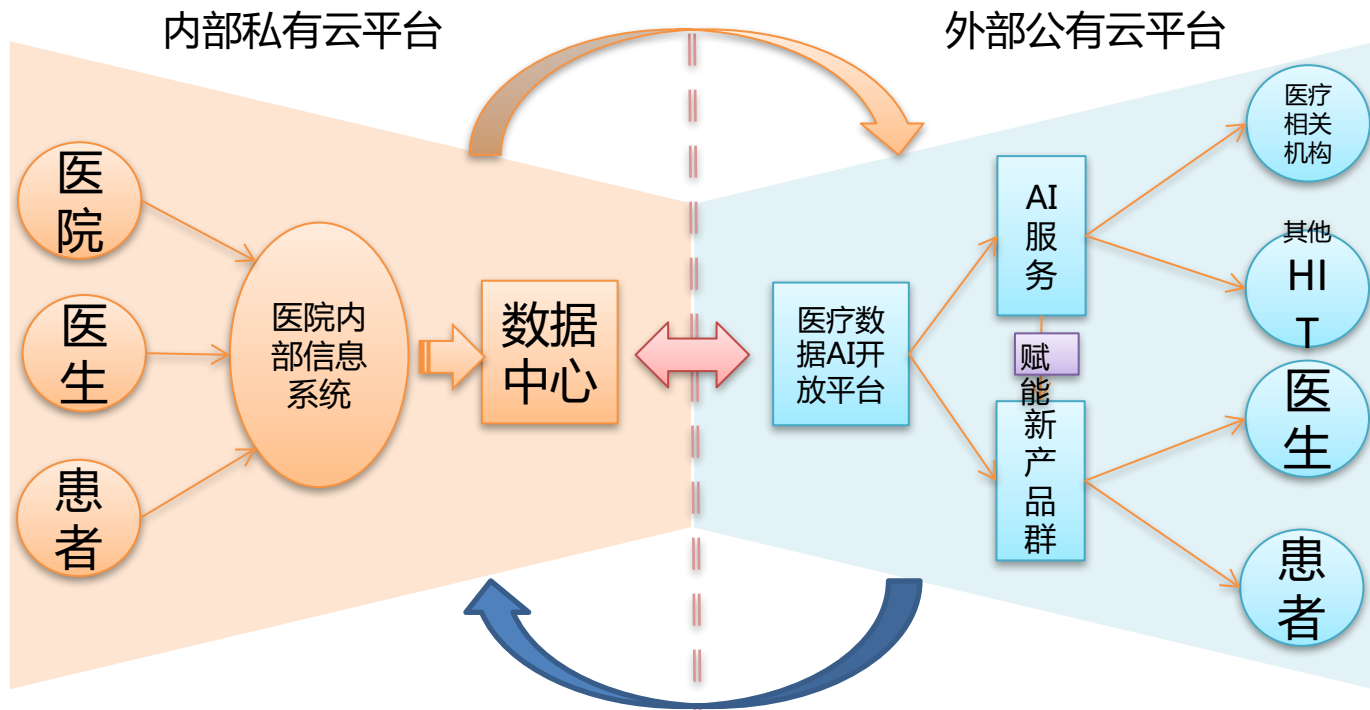 内部私有云平台
外部公有云平台
医
院
医
生
患
者
医院内
部信息
系统
数据
中心
医疗数
据AI开
放平台
AI
服
务
赋
能
新
产
品
群
医疗
相关
机构
其他
HI
T
医
生
患
者